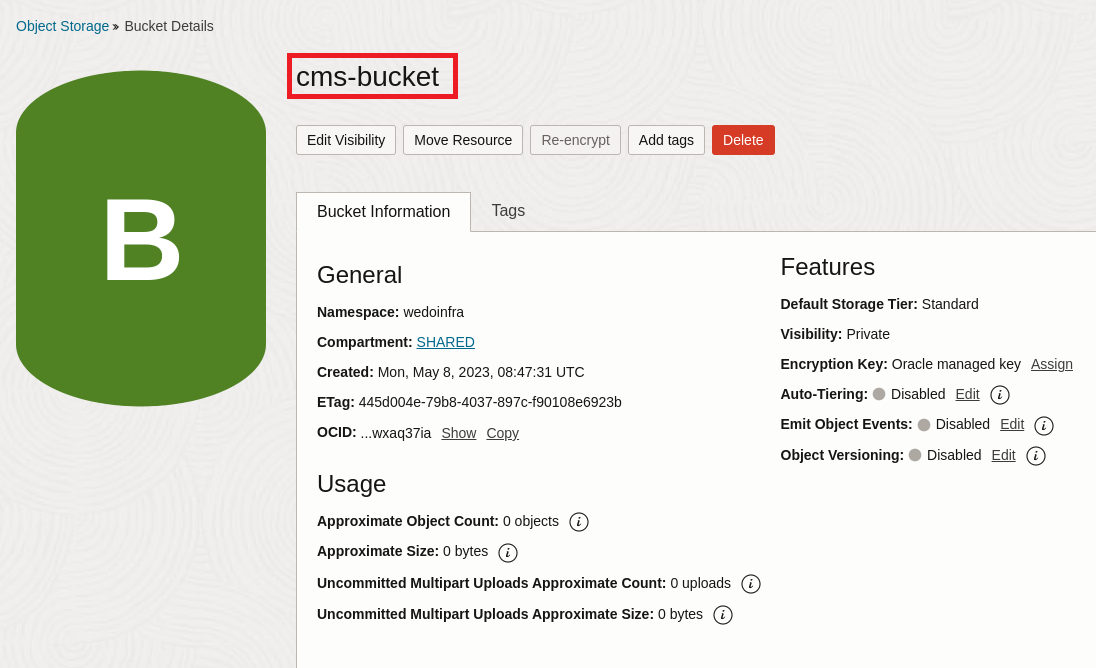 Object Storage » Bucket Details
B
cms-bucket
Edit Visibility Move Resource Re-encrypt Add tags Delete
Bucket Information Tags
General
Namespace: wedoinfra
Compartment: SHARED
Created: Mon, May 8, 2023, 08:47:31 UTC
ETag: 445d004e-79b8-4037-897c-f90108e6923b
OCID: ...wxaq37ia Show Copy
Usage
Approximate Object Count: 0 objects i
Approximate Size: 0 bytes i
Uncommitted Multipart Uploads Approximate Count: 0 uploads i
Uncommitted Multipart Uploads Approximate Size: 0 bytes i
Features
Default Storage Tier: Standard
Visibility: Private
Encryption Key: Oracle managed key Assign
Auto-Tiering: Disabled Edit i
Emit Object Events: Disabled Edit i
Object Versioning: Disabled Edit i